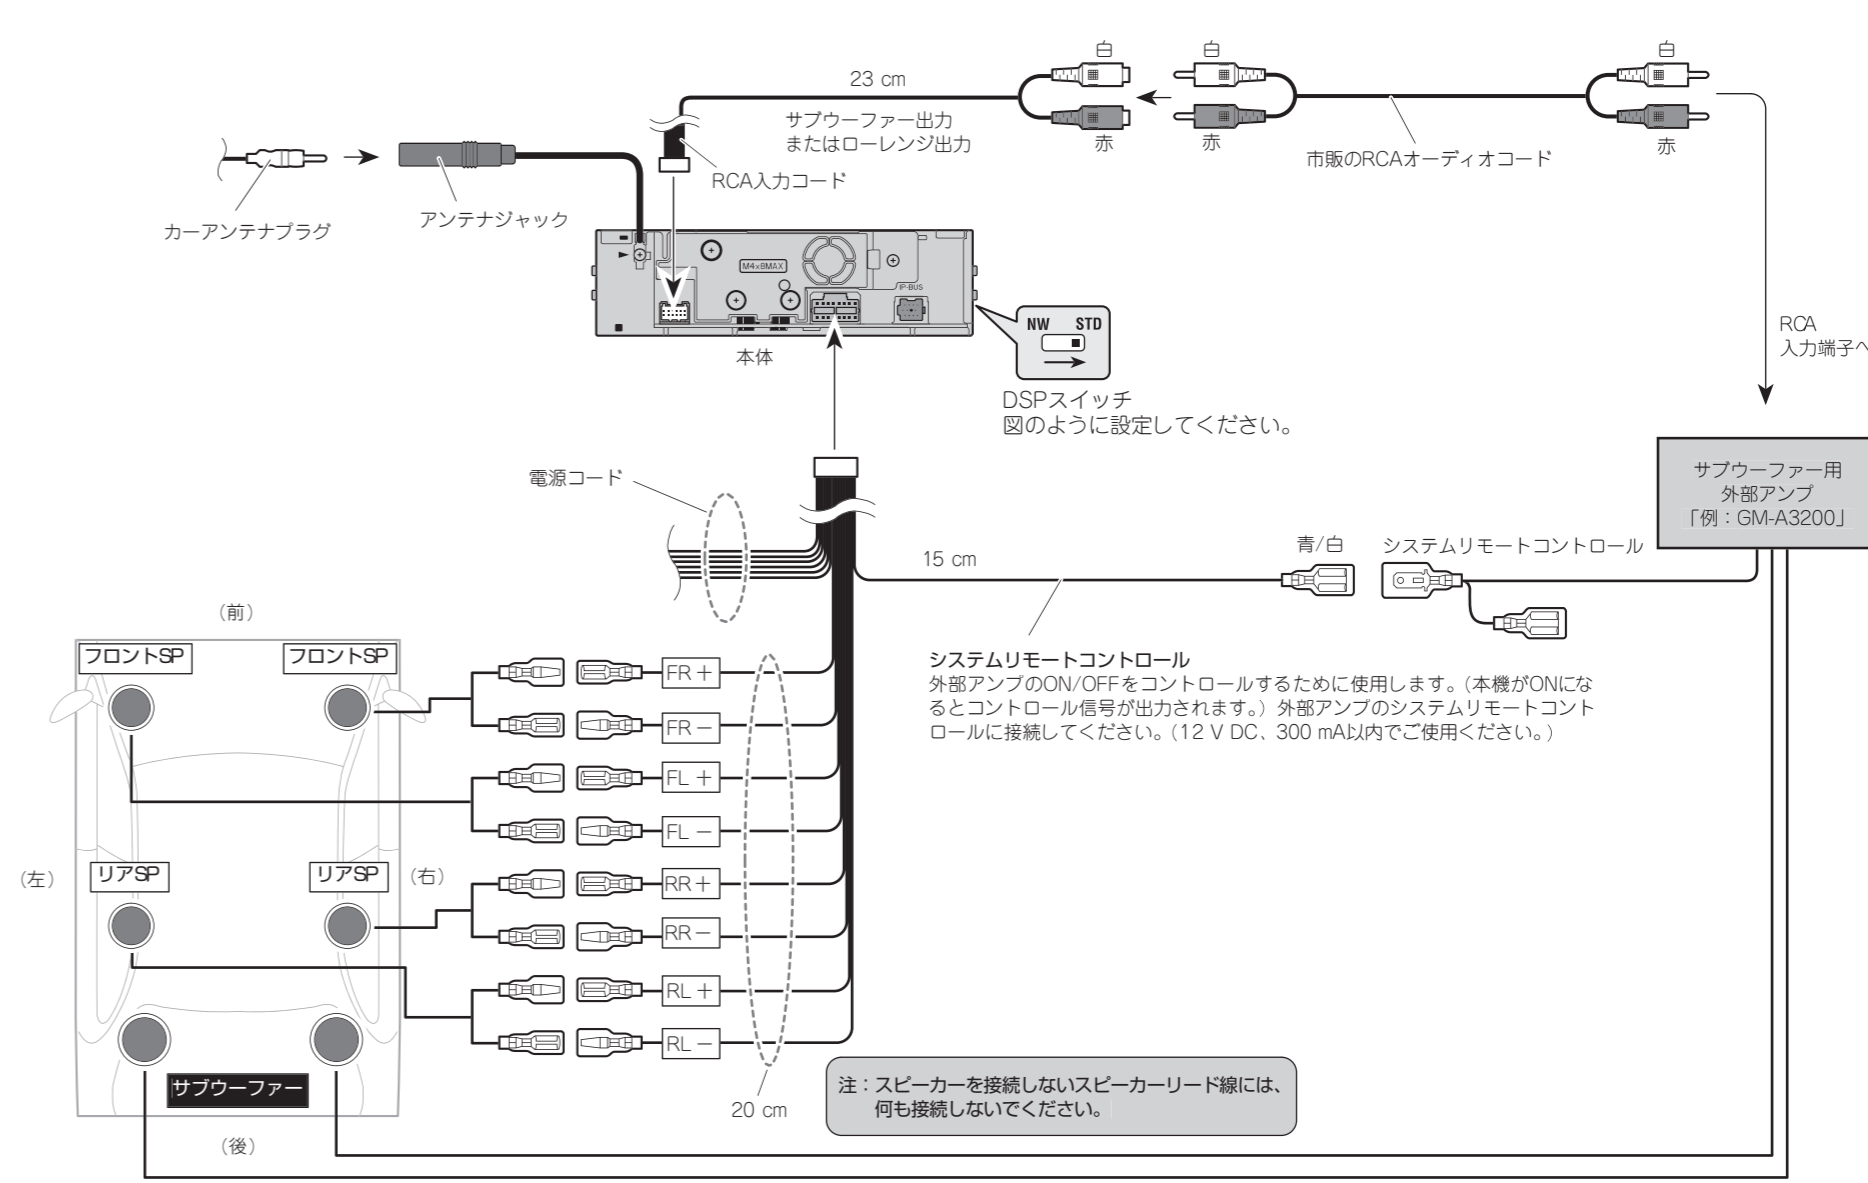 白
白
白
23 cm
サブウーファー出力
またはローレンジ出力
赤
赤
赤
市販のRCAオーディオコード
RCA入力コード
カーアンテナプラグ
アンテナジャック
M4x8MAX
IP-BUS
本体
NW STD
DSPスイッチ
図のように設定してください。
RCA
入力端子へ
電源コード
サブウーファー用
外部アンプ
「例：GM-A3200」
15 cm
青/白
システムリモートコントロール
システムリモートコントロール
外部アンプのON/OFFをコントロールするために使用します。（本機がONにな
るとコントロール信号が出力されます。）外部アンプのシステムリモートコント
ロールに接続してください。（12 V DC、300 mA以内でご使用ください。）
（前）
フロントSP
フロントSP
FR＋
FR－
FL＋
FL－
（左）
リアSP
リアSP
（右）
RR＋
RR－
RL＋
RL－
サブウーファー
（後）
20 cm
注：スピーカーを接続しないスピーカーリード線には、
何も接続しないでください。